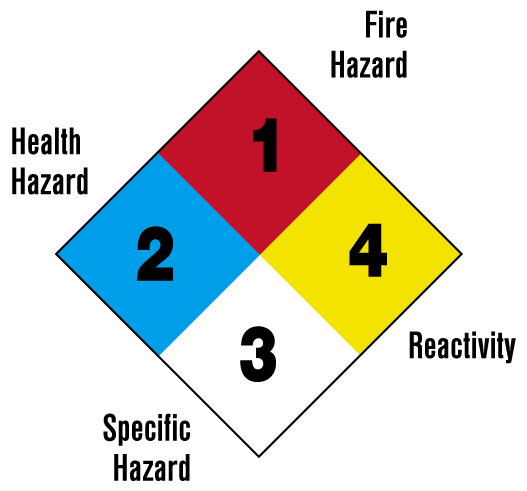 Fire
Hazard
Health
Hazard
1
2
4
3
Reactivity
Specific
Hazard